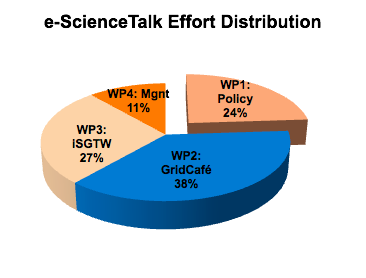 e-ScienceTalk Effort Distribution
WP4: Mgnt
11%
WP1:
Policy
24%
WP3:
iSGTW
27%
WP2:
GridCafé
38%